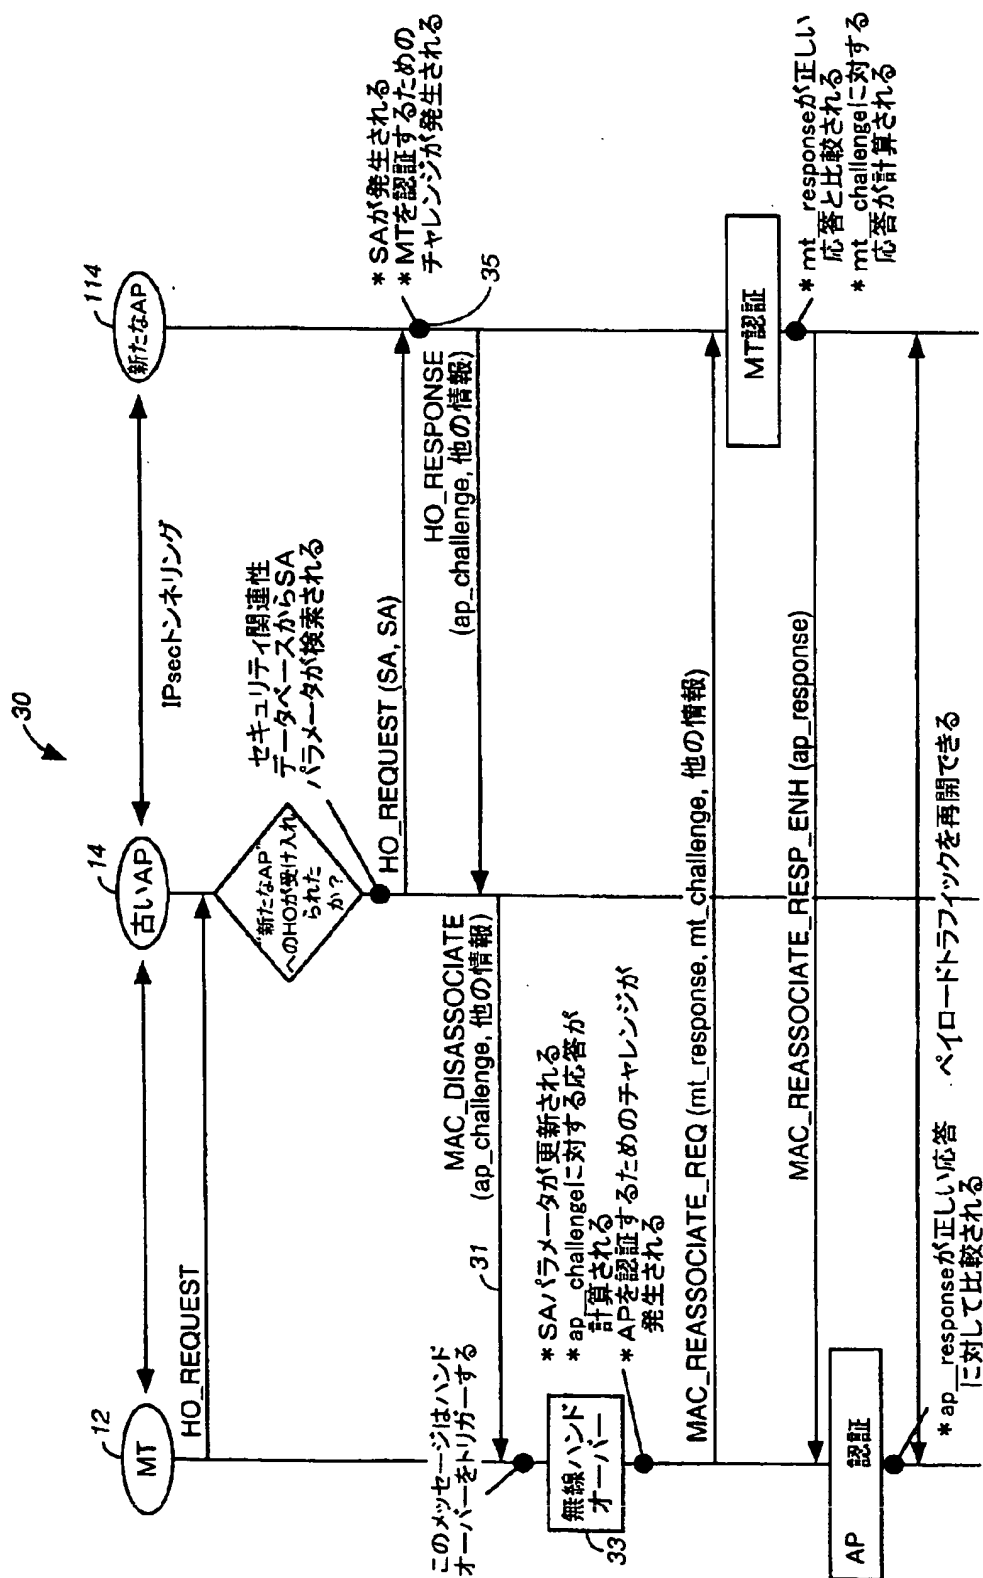 30
12
MT
14
古いAP
114
新たなAP
IPsecトンネリング
HO_REQUEST
"新たなAP"
へのHOが受け入れ
られた
か?
セキュリティ関連性
データベースからSA
パラメータが検索される
HO_REQUEST (SA, SA)
* SAが発生される
* MTを認証するための
チャレンジが発生される
35
HO_RESPONSE
(ap_challenge, 他の情報)
MAC_DISASSOCIATE
(ap_challenge, 他の情報)
31
このメッセージはハンド
オーバーをトリガーする
無線ハンド
オーバー
33
* SAパラメータが更新される
* ap_challengeに対する応答が
計算される
* APを認証するためのチャレンジが
発生される
MAC_REASSOCIATE_REQ (mt_response, mt_challenge, 他の情報)
MT認証
* mt_responseが正しい
応答と比較される
* mt_challengeに対する
応答が計算される
MAC_REASSOCIATE_RESP_ENH (ap_response)
AP 認証
* ap_responseが正しい応答
に対して比較される
ペイロードトラフィックを再開できる